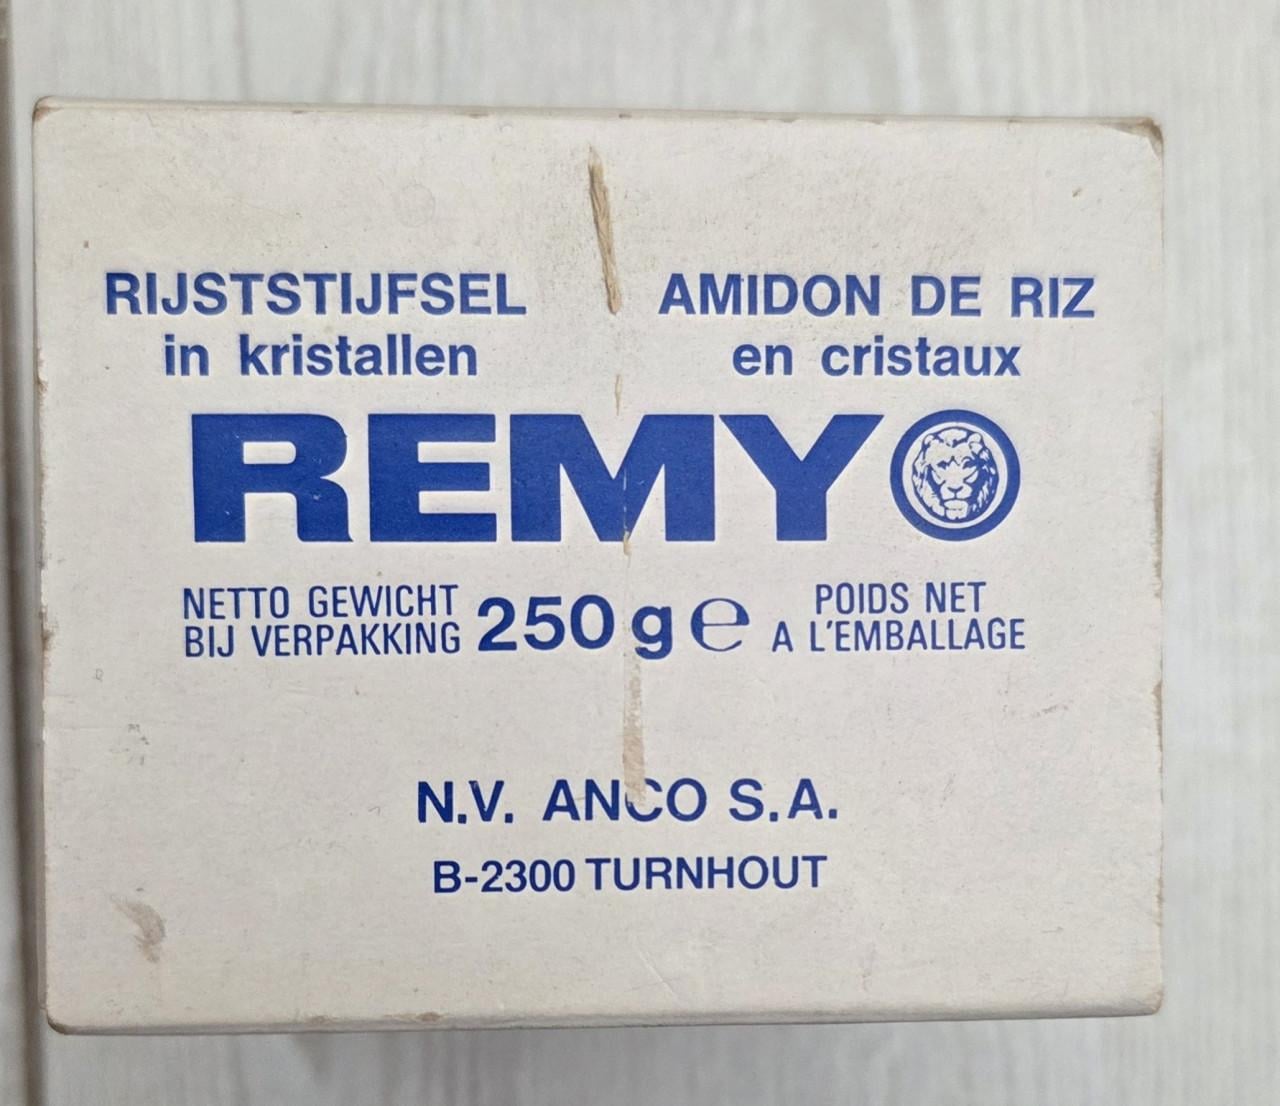 RIJSTSTIJFSEL
in kristallen
AMIDON DE RIZ
en cristaux
REMY
NETTO GEWICHT
BIJ VERPAKKING
250 g ℮
POIDS NET
A L'EMBALLAGE
N.V. ANCO S.A.
B-2300 TURNHOUT